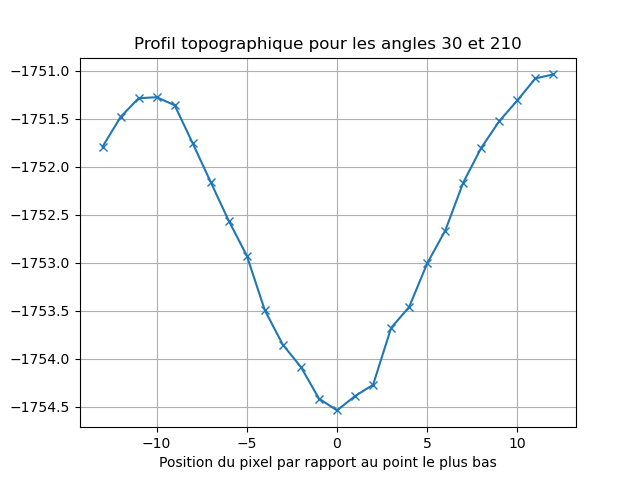 Profil topographique pour les angles 30 et 210
−1751.0
−1751.5
−1752.0
−1752.5
−1753.0
−1753.5
−1754.0
−1754.5
−10 −5 0 5 10
Position du pixel par rapport au point le plus bas